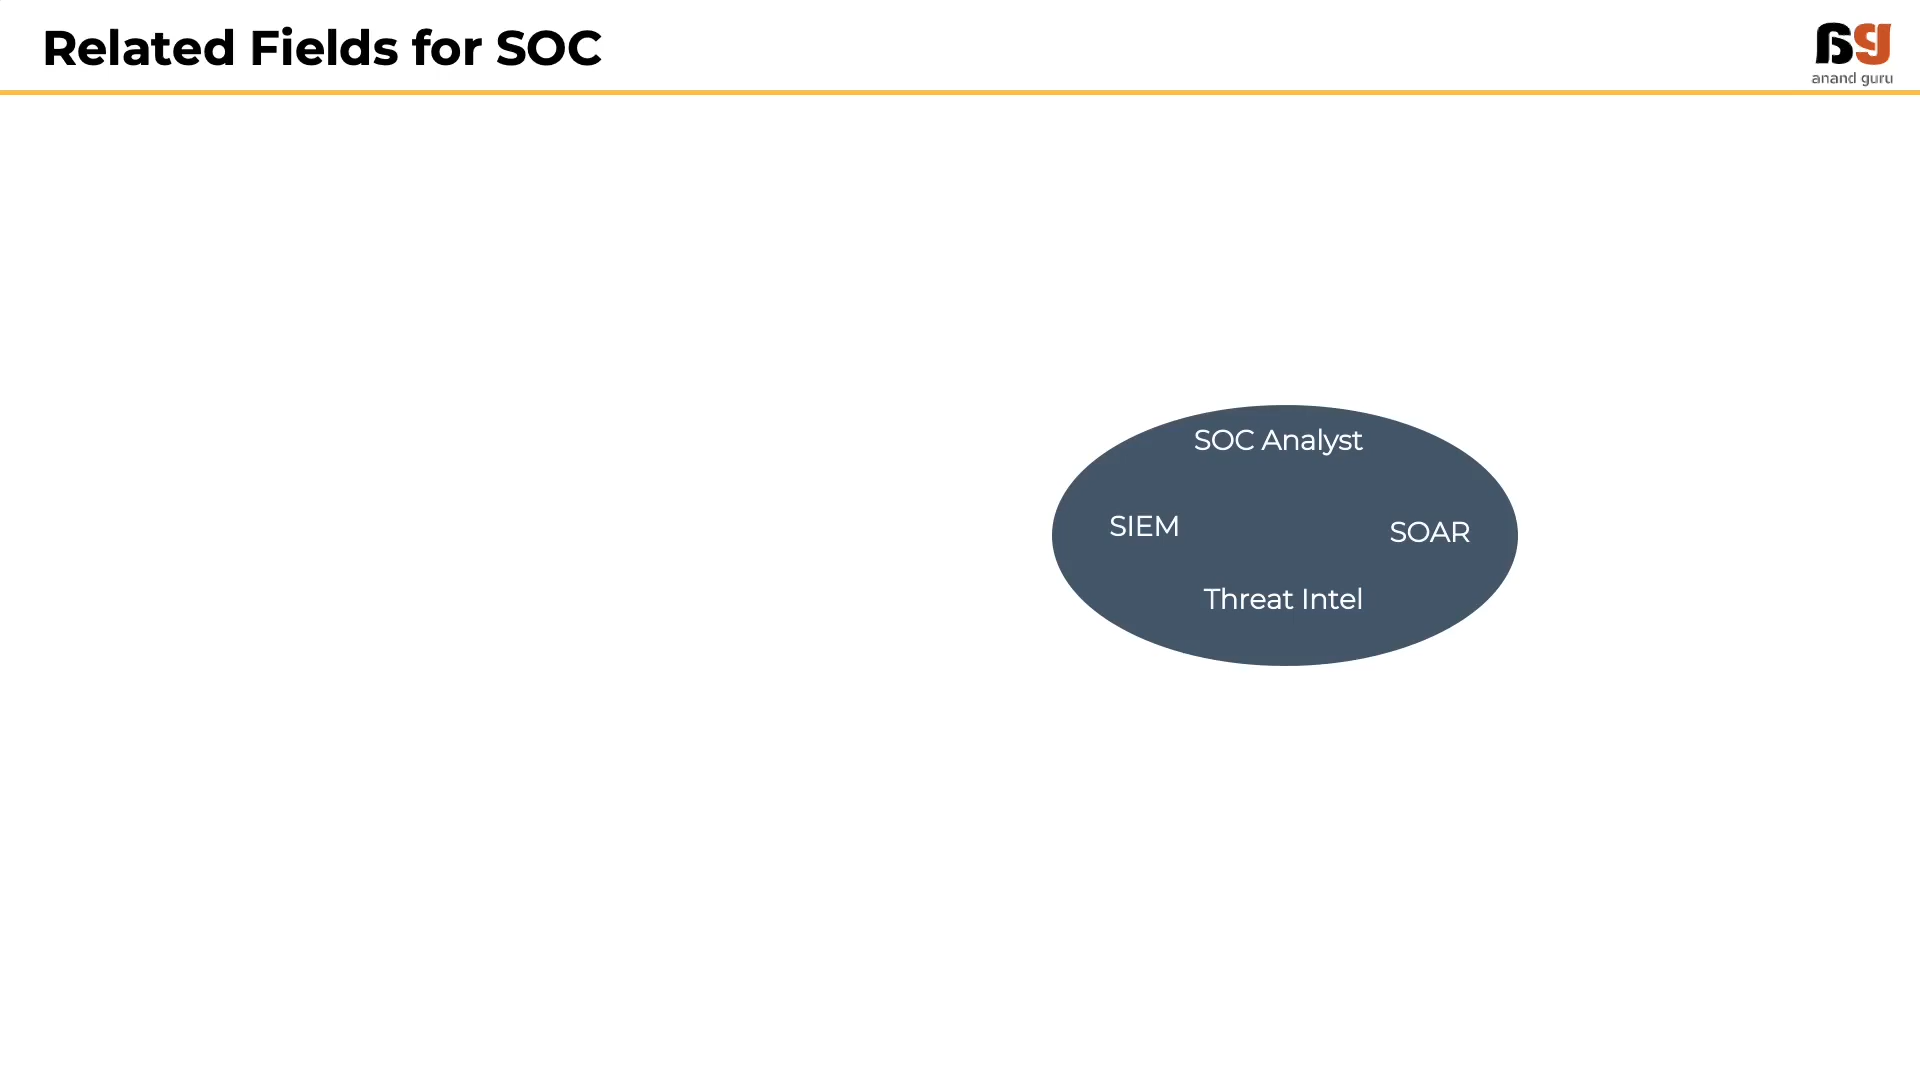 Related Fields for SOC
anand guru
SOC Analyst
SIEM
SOAR
Threat Intel